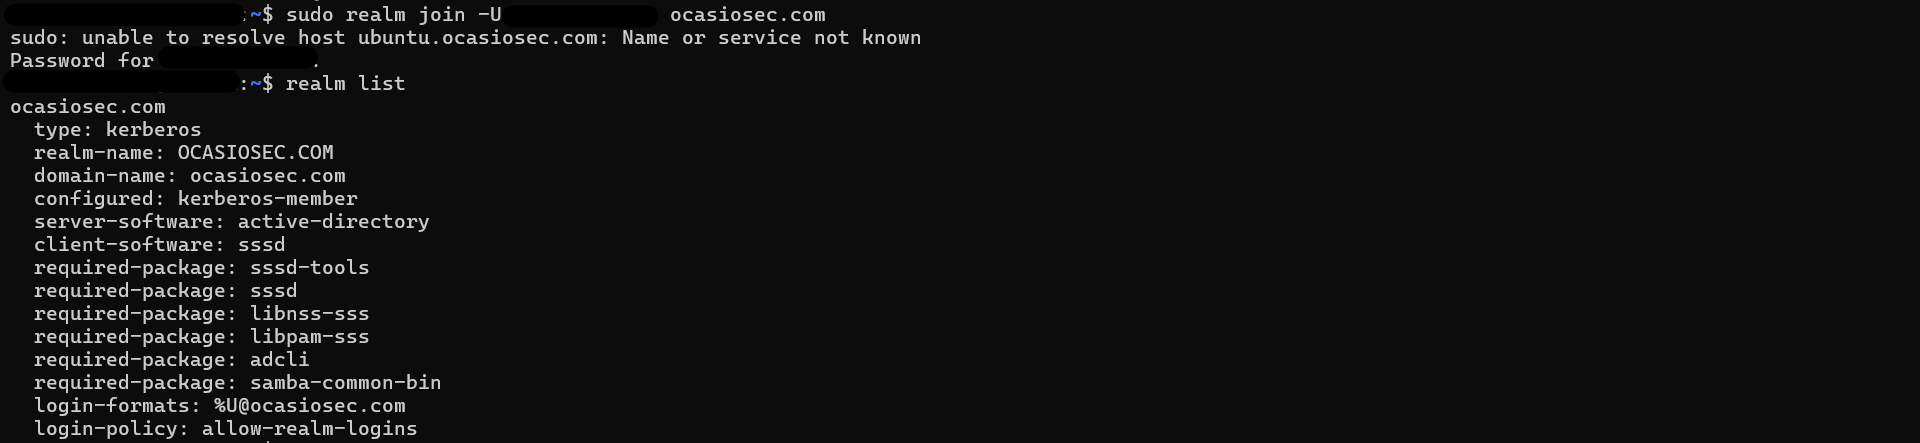 :~$ sudo realm join -U ocasiosec.com
sudo: unable to resolve host ubuntu.ocasiosec.com: Name or service not known
Password for
:~$ realm list
ocasiosec.com
type: kerberos
realm-name: OCASIOSEC.COM
domain-name: ocasiosec.com
configured: kerberos-member
server-software: active-directory
client-software: sssd
required-package: sssd-tools
required-package: sssd
required-package: libnss-sss
required-package: libpam-sss
required-package: adcli
required-package: samba-common-bin
login-formats: %U@ocasiosec.com
login-policy: allow-realm-logins